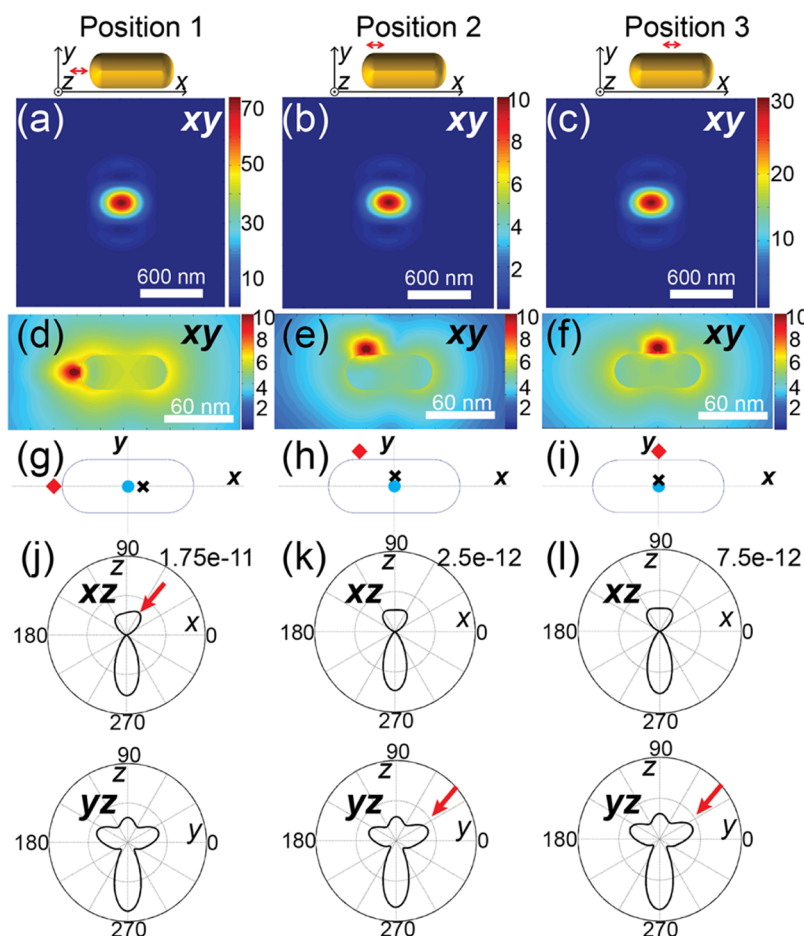 Position 1 Position 2 Position 3
y y y
z x z x z x
(a) xy 70 (b) xy 10 (c) xy 30
50 8 20
6
30 4 10
10 600 nm 2 600 nm 600 nm
(d) xy 10 (e) xy 10 (f) xy 10
8 8 8
6 6 6
4 4 4
60 nm 2 60 nm 2 60 nm 2
(g) y x (h) y x (i) y x
(j) 90 1.75e-11 (k) 90 2.5e-12 (l) 90 7.5e-12
z z z
xz x xz x xz x
180 0 180 0 180 0
270 270 270
90 90 90
z z z
yz y yz y yz y
180 0 180 0 180 0
270 270 270